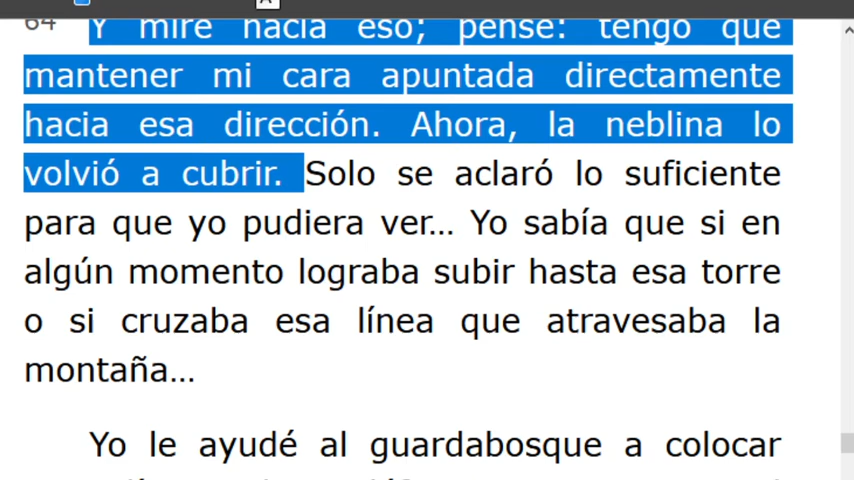 64 Y miré hacia eso; pensé: tengo que
mantener mi cara apuntada directamente
hacia esa dirección. Ahora, la neblina lo
volvió a cubrir. Solo se aclaró lo suficiente
para que yo pudiera ver… Yo sabía que si en
algún momento lograba subir hasta esa torre
o si cruzaba esa línea que atravesaba la
montaña…
Yo le ayudé al guardabosque a colocar